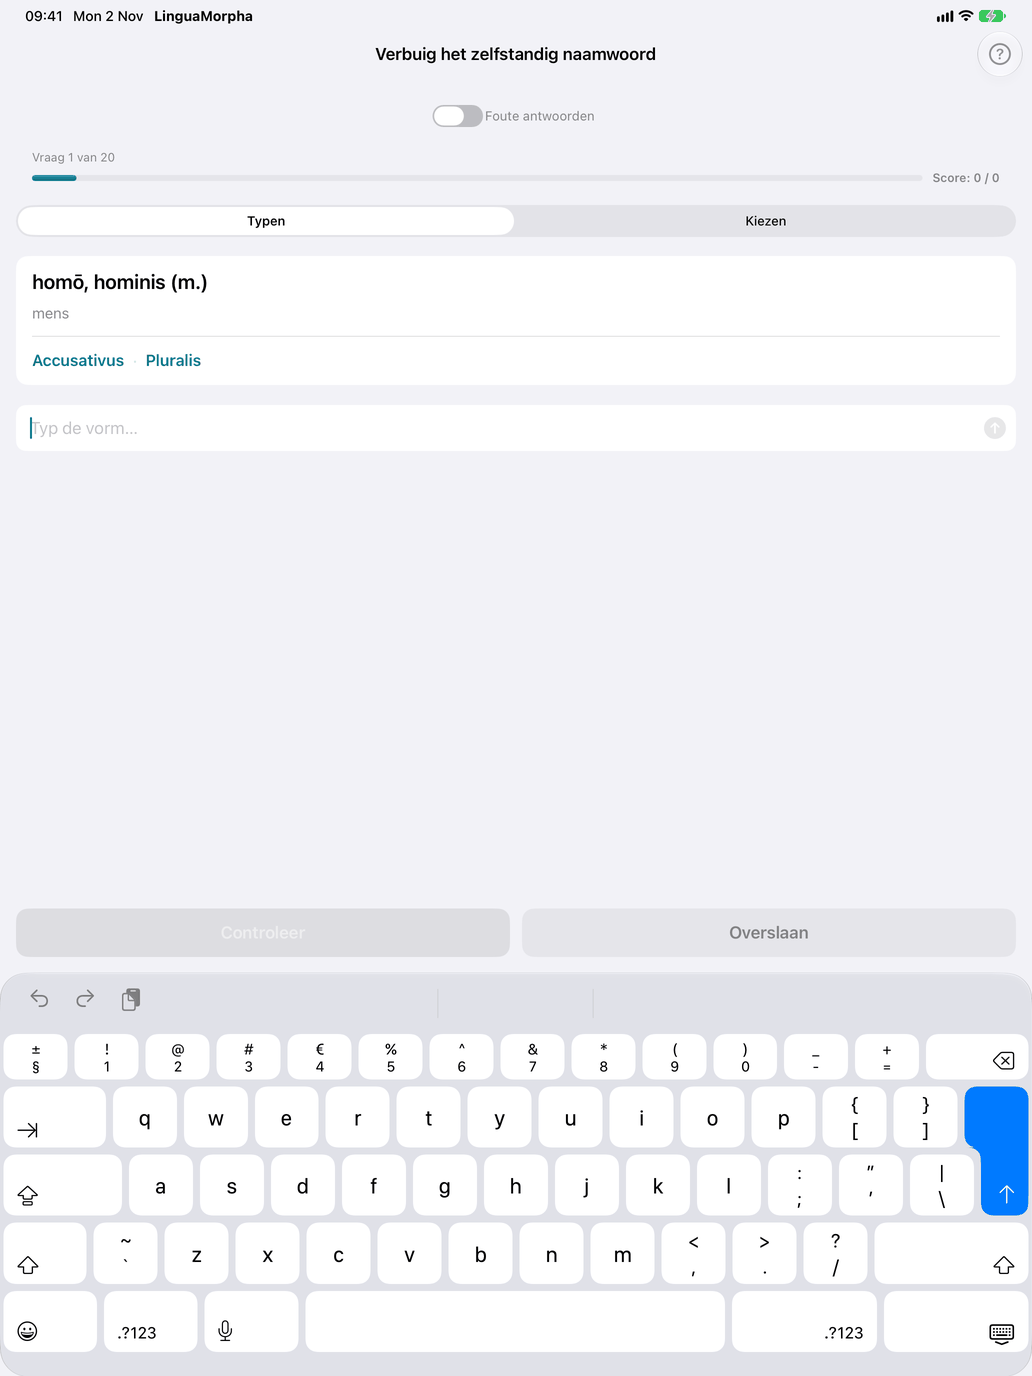 09:41 Mon 2 Nov LinguaMorpha
Verbuig het zelfstandig naamwoord
?
Foute antwoorden
Vraag 1 van 20
Score: 0 / 0
Typen Kiezen
homō, hominis (m.)
mens
Accusativus · Pluralis
Typ de vorm...
Controleer Overslaan
± ! @ # € % ^ & * ( ) _ +
§ 1 2 3 4 5 6 7 8 9 0 - =
q w e r t y u i o p { }
[ ]
a s d f g h j k l : " |
; ' \
~ z x c v b n m < > ?
` , . /
.?123 .?123